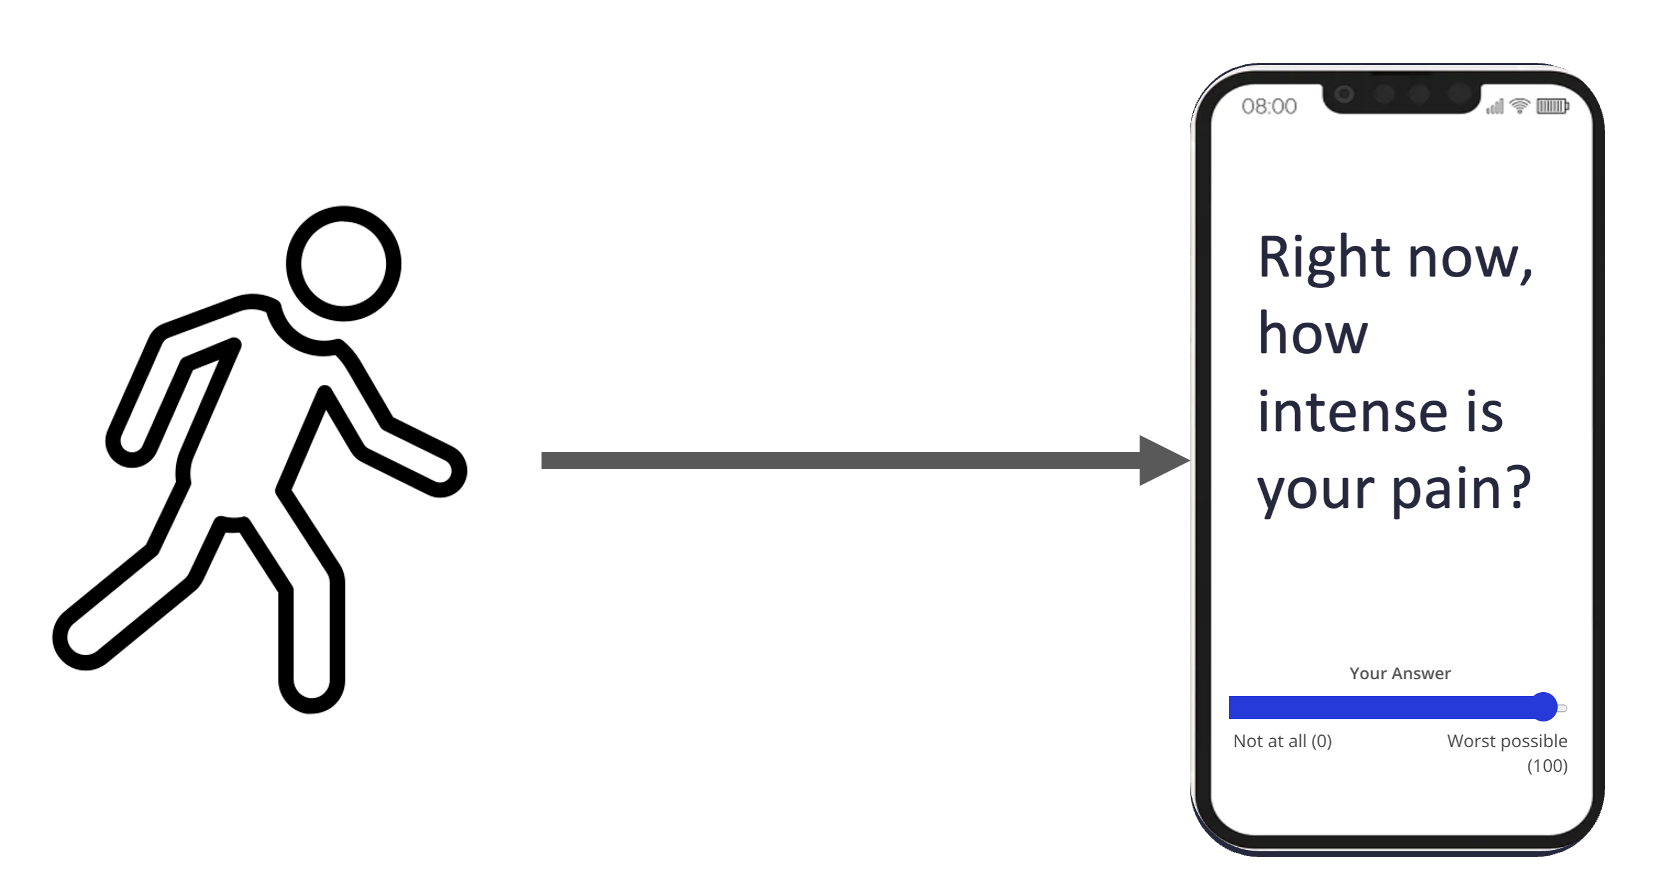 08:00
Right now,
how
intense is
your pain?
Your Answer
Not at all (0)
Worst possible
(100)